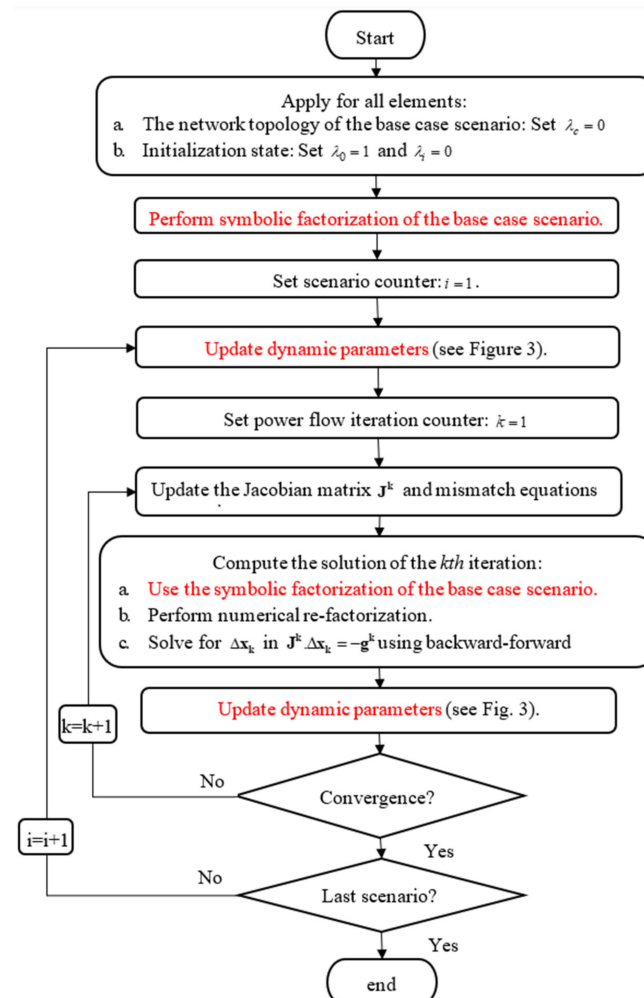 Start
Apply for all elements:
a. The network topology of the base case scenario: Set λc = 0
b. Initialization state: Set λ0 = 1 and λi = 0
Perform symbolic factorization of the base case scenario.
Set scenario counter: i = 1.
Update dynamic parameters (see Figure 3).
Set power flow iteration counter: k = 1
Update the Jacobian matrix J^k and mismatch equations
Compute the solution of the kth iteration:
a. Use the symbolic factorization of the base case scenario.
b. Perform numerical re-factorization.
c. Solve for Δx_k in J^k.Δx_k = −g^k using backward-forward
Update dynamic parameters (see Fig. 3).
k=k+1
No
Convergence?
Yes
i=i+1
No
Last scenario?
Yes
end